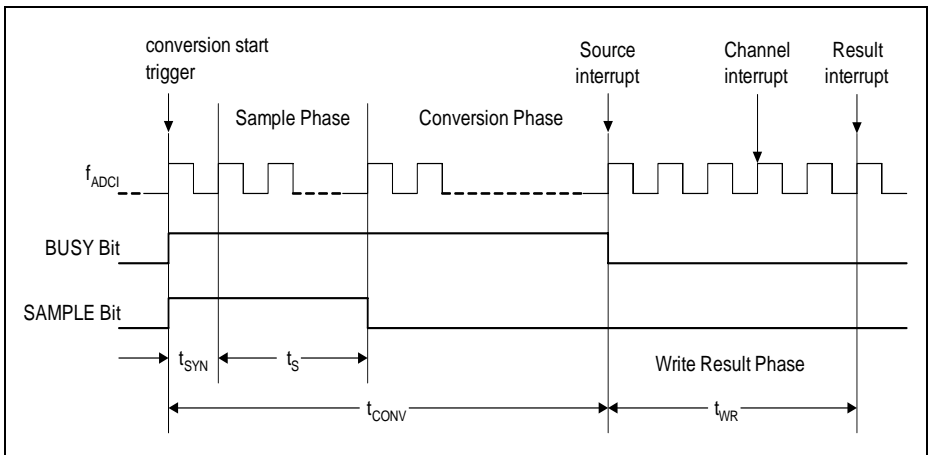 conversion start
trigger
Source
interrupt
Channel
interrupt
Result
interrupt
Sample Phase
Conversion Phase
fADCI
BUSY Bit
SAMPLE Bit
tSYN
tS
Write Result Phase
tCONV
tWR